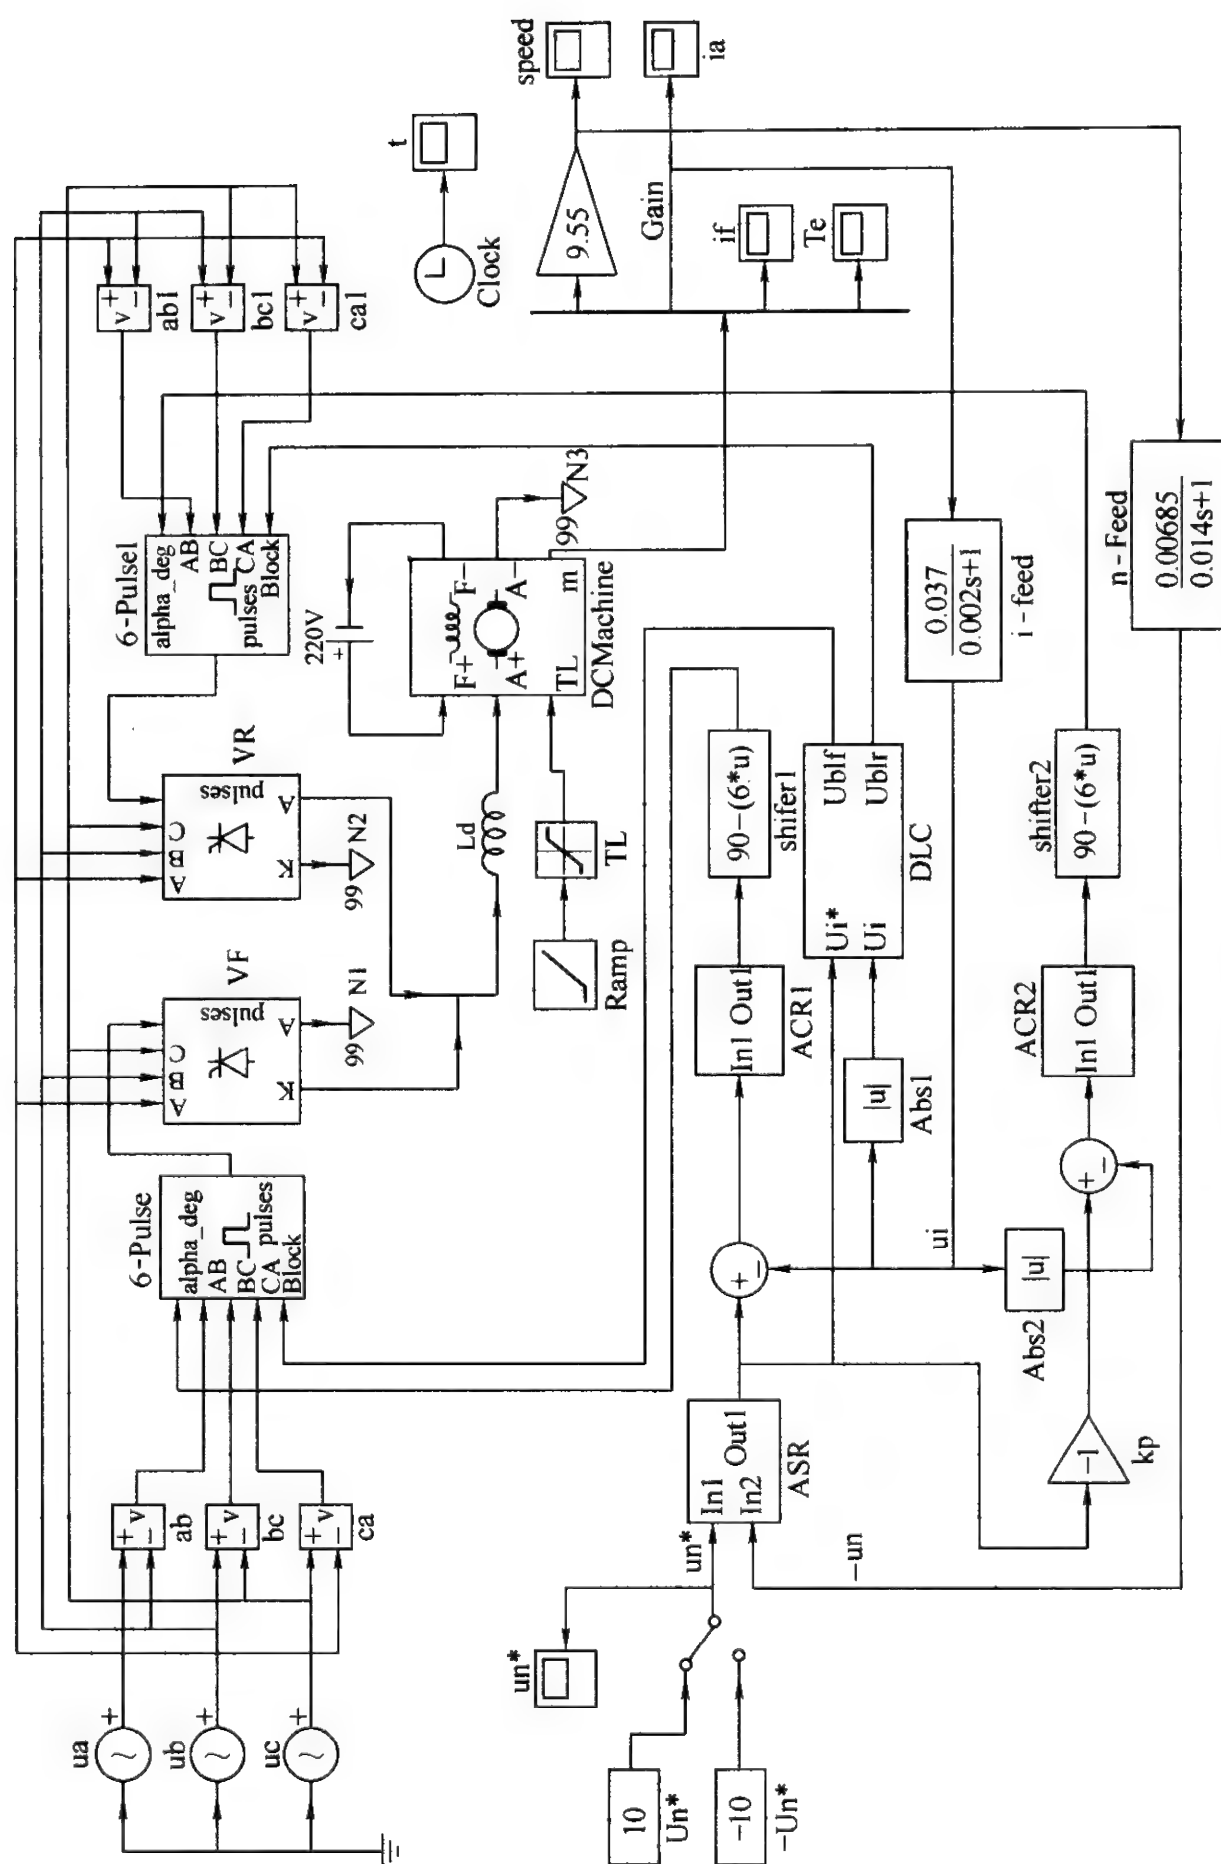 ua
ub
uc
+
+
+
ab
bc
ca
+ v
−
+ v
−
+ v
−
6-Pulse
alpha_deg
AB
BC
CA pulses
Block
VF
A
B
C
pulses
K
A
99
N1
VR
A
B
C
pulses
K
A
99
N2
6-Pulse1
alpha_deg
AB
BC
pulses CA
Block
ab1
bc1
ca1
v +
−
v +
−
v +
−
t
Clock
220V
+
F+
F−
A+
A−
TL
m
DCMachine
99
N3
Ld
Ramp
TL
9.55
Gain
speed
ia
if
Te
10
Un*
−10
−Un*
un*
un*
−un
In1
In2
Out1
ASR
+
−
In1 Out1
ACR1
90−(6*u)
shifer1
|u|
Abs1
Ui*
Ui
Ublf
Ublr
DLC
ui
0.037
0.002s+1
i-feed
|u|
Abs2
−1
kp
+
−
In1 Out1
ACR2
90−(6*u)
shifter2
n-Feed
0.00685
0.014s+1